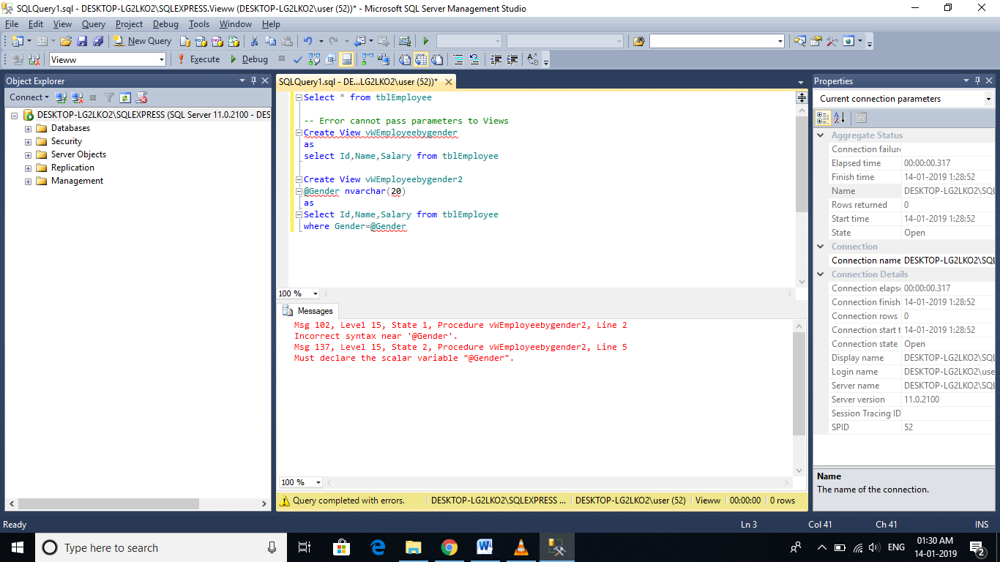 SQLQuery1.sql - DESKTOP-LG2LKO2\SQLEXPRESS.Vieww (DESKTOP-LG2LKO2\user (52))* - Microsoft SQL Server Management Studio
File Edit View Query Project Debug Tools Window Help
New Query
Vieww Execute Debug
Object Explorer
Connect
DESKTOP-LG2LKO2\SQLEXPRESS (SQL Server 11.0.2100 - DES
Databases
Security
Server Objects
Replication
Management
SQLQuery1.sql - DE...LG2LKO2\user (52))*
Select * from tblEmployee
-- Error cannot pass parameters to Views
Create View vWEmployeebygender
as
select Id,Name,Salary from tblEmployee
Create View vWEmployeebygender2
@Gender nvarchar(20)
as
Select Id,Name,Salary from tblEmployee
where Gender=@Gender
100 %
Messages
Msg 102, Level 15, State 1, Procedure vWEmployeebygender2, Line 2
Incorrect syntax near '@Gender'.
Msg 137, Level 15, State 2, Procedure vWEmployeebygender2, Line 5
Must declare the scalar variable "@Gender".
100 %
Query completed with errors. DESKTOP-LG2LKO2\SQLEXPRESS ... DESKTOP-LG2LKO2\user (52) Vieww 00:00:00 0 rows
Properties
Current connection parameters
Aggregate Status
Connection failure
Elapsed time 00:00:00.317
Finish time 14-01-2019 1:28:52
Name DESKTOP-LG2LKO2\SQL
Rows returned 0
Start time 14-01-2019 1:28:52
State Open
Connection
Connection name DESKTOP-LG2LKO2\SQL
Connection Details
Connection elapse 00:00:00.317
Connection finish 14-01-2019 1:28:52
Connection rows 0
Connection start t 14-01-2019 1:28:52
Connection state Open
Display name DESKTOP-LG2LKO2\SQL
Login name DESKTOP-LG2LKO2\use
Server name DESKTOP-LG2LKO2\SQL
Server version 11.0.2100
Session Tracing ID
SPID 52
Name
The name of the connection.
Ready Ln 3 Col 41 Ch 41 INS
Type here to search
ENG
01:30 AM
14-01-2019
2